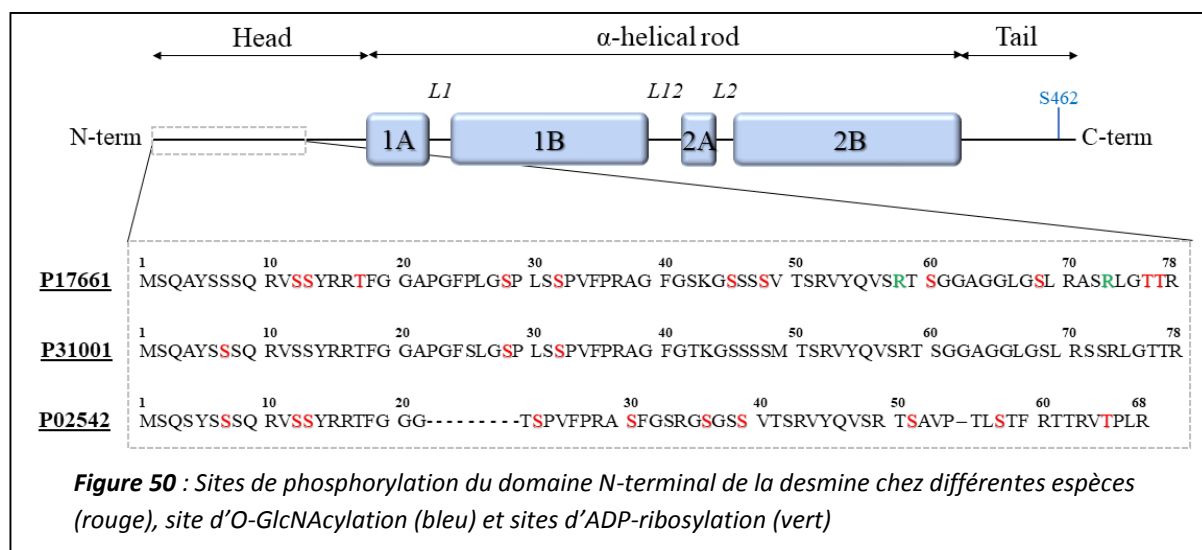 Head α-helical rod Tail
L1 L12 L2
S462
N-term 1A 1B 2A 2B C-term
1 10 20 30 40 50 60 70 78
P17661 MSQAYSSSQ RVSSYRRTFG GAPGFPLGSP LSSPVFPRAG FGSKGSSSSV TSRVYQVSRT SGGAGGLGSL RASRLGTTR
1 10 20 30 40 50 60 70 78
P31001 MSQAYSSSQ RVSSYRRTFG GAPGFSLGSP LSSPVFPRAG FGTKGSSSSM TSRVYQVSRT SGGAGGLGSL RSSRLGTTR
1 10 20 30 40 50 60 68
P02542 MSQSYSSSQ RVSSYRRTFG GG---------TSPVFPRA SFGSRGSGSS VTSRVYQVSR TSAVP–TLSTF RTTRVTPLR
Figure 50 : Sites de phosphorylation du domaine N-terminal de la desmine chez différentes espèces
(rouge), site d’O-GlcNAcylation (bleu) et sites d’ADP-ribosylation (vert)